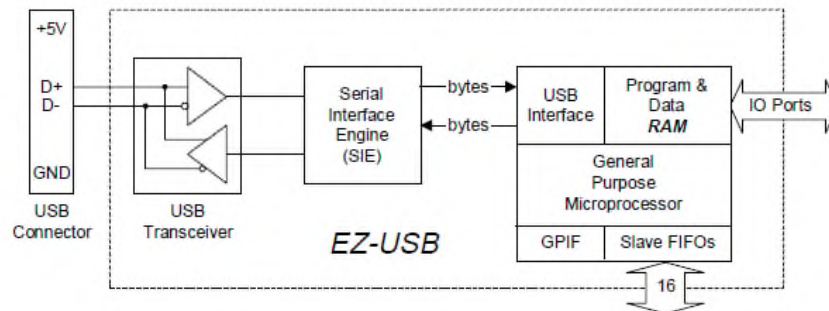 +5V
D+
D-
GND
USB
Connector
USB
Transceiver
Serial
Interface
Engine
(SIE)
bytes
bytes
USB
Interface
Program &
Data
RAM
IO Ports
General
Purpose
Microprocessor
GPIF
Slave FIFOs
16
EZ-USB